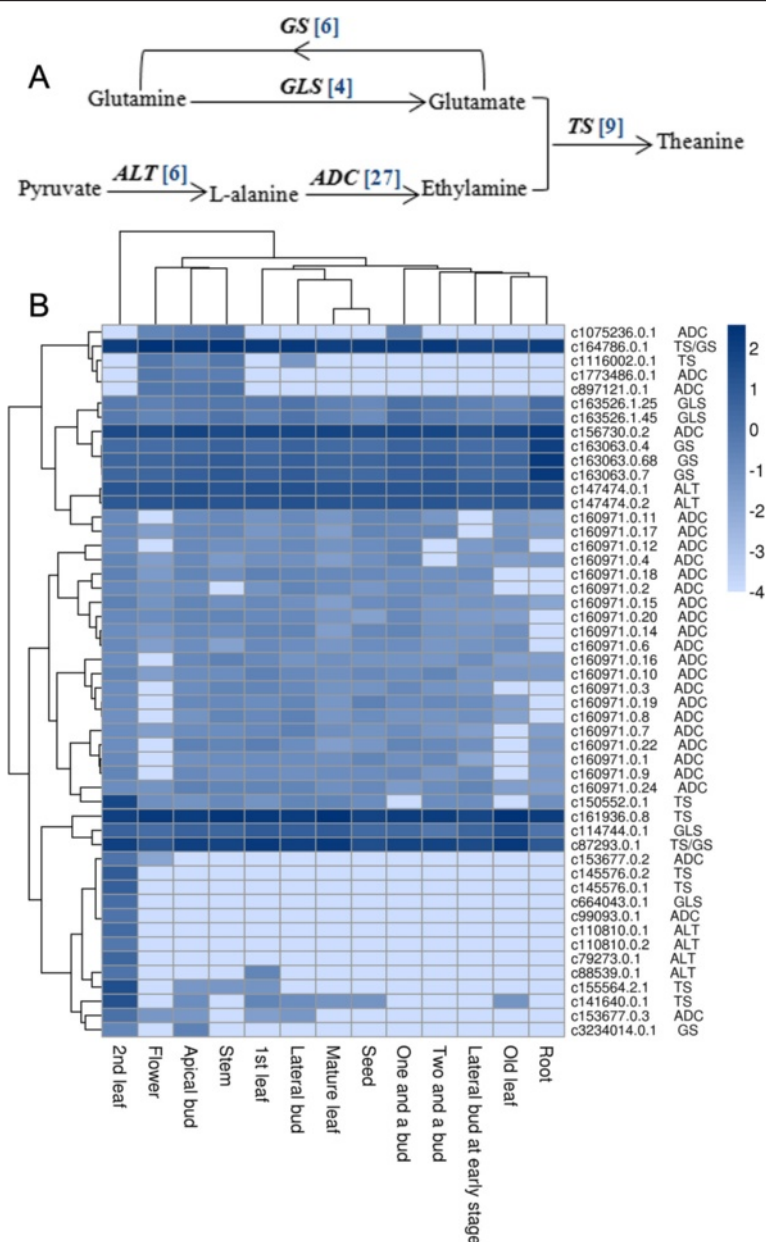 A
GS [6]
Glutamine GLS [4] Glutamate
TS [9] Theanine
Pyruvate ALT [6] L-alanine ADC [27] Ethylamine
B
c1075236.0.1 ADC
c164786.0.1 TS/GS
c1116002.0.1 TS
c1773486.0.1 ADC
c897121.0.1 ADC
c163526.1.25 GLS
c163526.1.45 GLS
c156730.0.2 ADC
c163063.0.4 GS
c163063.0.68 GS
c163063.0.7 GS
c147474.0.1 ALT
c147474.0.2 ALT
c160971.0.11 ADC
c160971.0.17 ADC
c160971.0.12 ADC
c160971.0.4 ADC
c160971.0.18 ADC
c160971.0.2 ADC
c160971.0.15 ADC
c160971.0.20 ADC
c160971.0.14 ADC
c160971.0.6 ADC
c160971.0.16 ADC
c160971.0.10 ADC
c160971.0.3 ADC
c160971.0.19 ADC
c160971.0.8 ADC
c160971.0.7 ADC
c160971.0.22 ADC
c160971.0.1 ADC
c160971.0.9 ADC
c160971.0.24 ADC
c150552.0.1 TS
c161936.0.8 TS
c114744.0.1 GLS
c87293.0.1 TS/GS
c153677.0.2 ADC
c145576.0.2 TS
c145576.0.1 TS
c664043.0.1 GLS
c99093.0.1 ADC
c110810.0.1 ALT
c110810.0.2 ALT
c79273.0.1 ALT
c88539.0.1 ALT
c155564.2.1 TS
c141640.0.1 TS
c153677.0.3 ADC
c3234014.0.1 GS
2
1
0
-1
-2
-3
-4
2nd leaf
Flower
Apical bud
Stem
1st leaf
Lateral bud
Mature leaf
Seed
One and a bud
Two and a bud
Lateral bud at early stage
Old leaf
Root